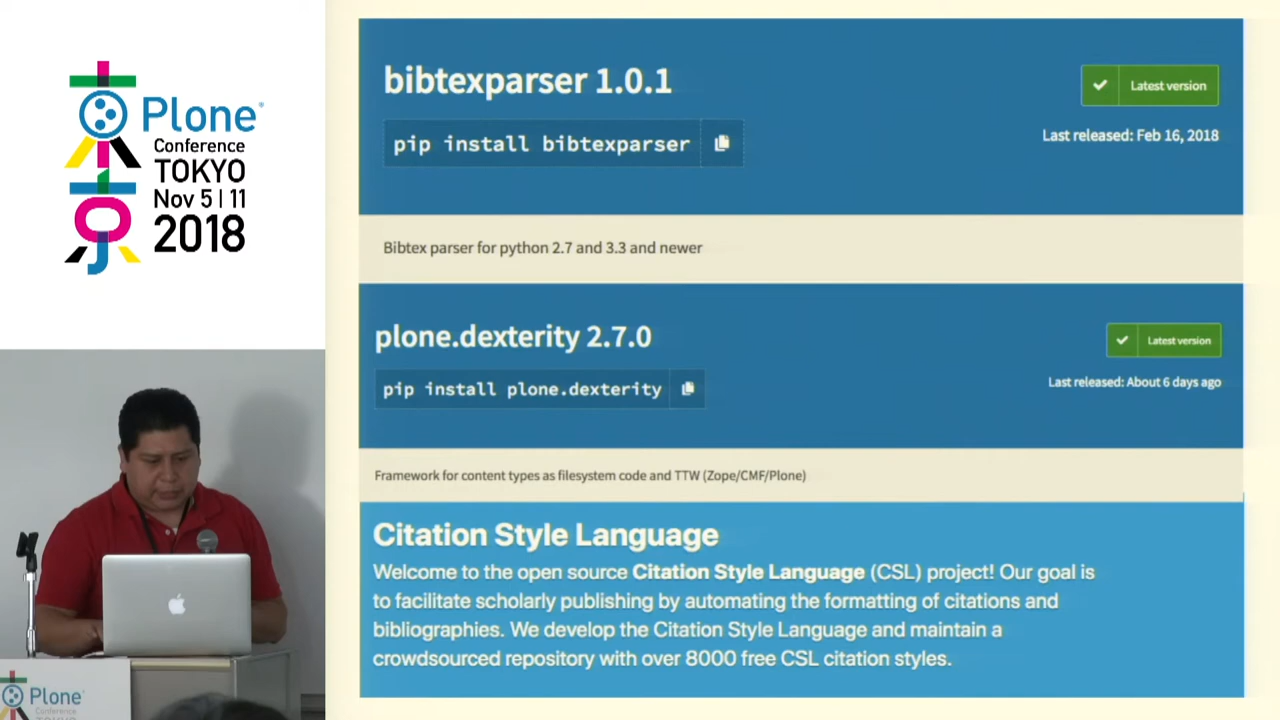 Plone®
Conference
TOKYO
Nov 5 | 11
2018
bibtexparser 1.0.1
Latest version
pip install bibtexparser
Last released: Feb 16, 2018
Bibtex parser for python 2.7 and 3.3 and newer
plone.dexterity 2.7.0
Latest version
pip install plone.dexterity
Last released: About 6 days ago
Framework for content types as filesystem code and TTW (Zope/CMF/Plone)
Citation Style Language
Welcome to the open source Citation Style Language (CSL) project! Our goal is
to facilitate scholarly publishing by automating the formatting of citations and
bibliographies. We develop the Citation Style Language and maintain a
crowdsourced repository with over 8000 free CSL citation styles.
Plone
Conference
TOKYO